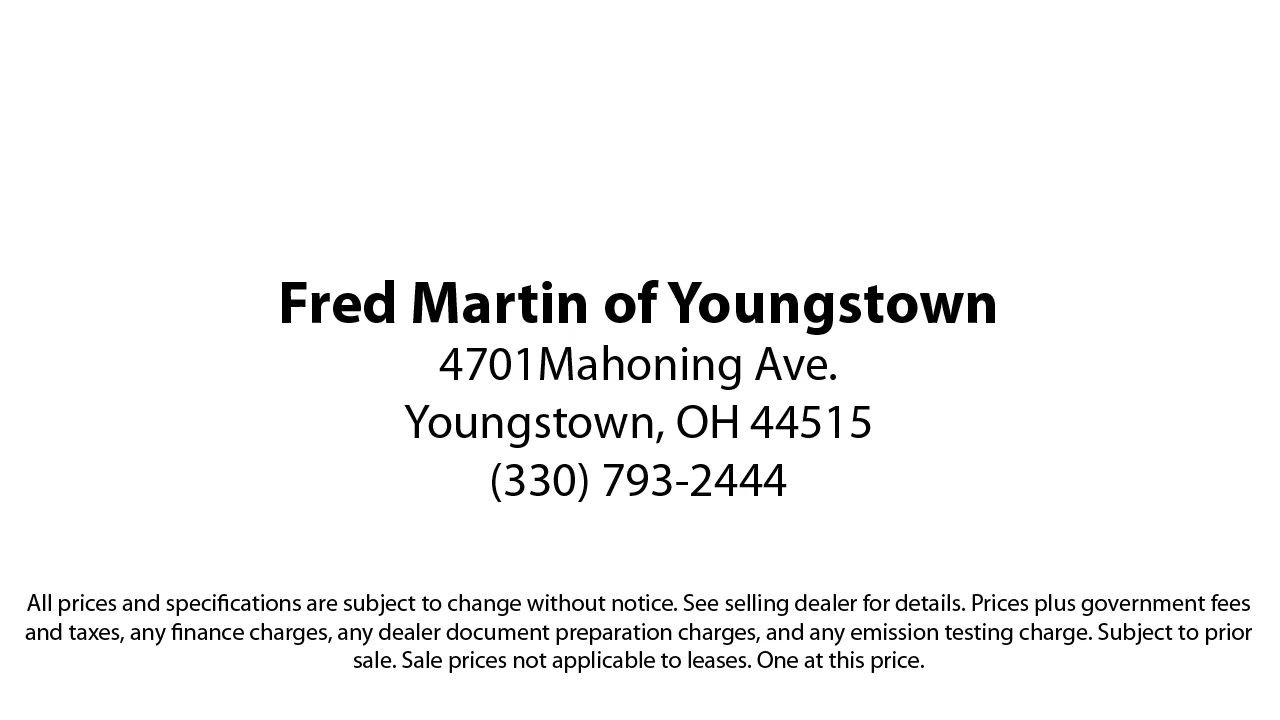 Fred Martin of Youngstown
4701Mahoning Ave.
Youngstown, OH 44515
(330) 793-2444
All prices and specifications are subject to change without notice. See selling dealer for details. Prices plus government fees
and taxes, any finance charges, any dealer document preparation charges, and any emission testing charge. Subject to prior
sale. Sale prices not applicable to leases. One at this price.